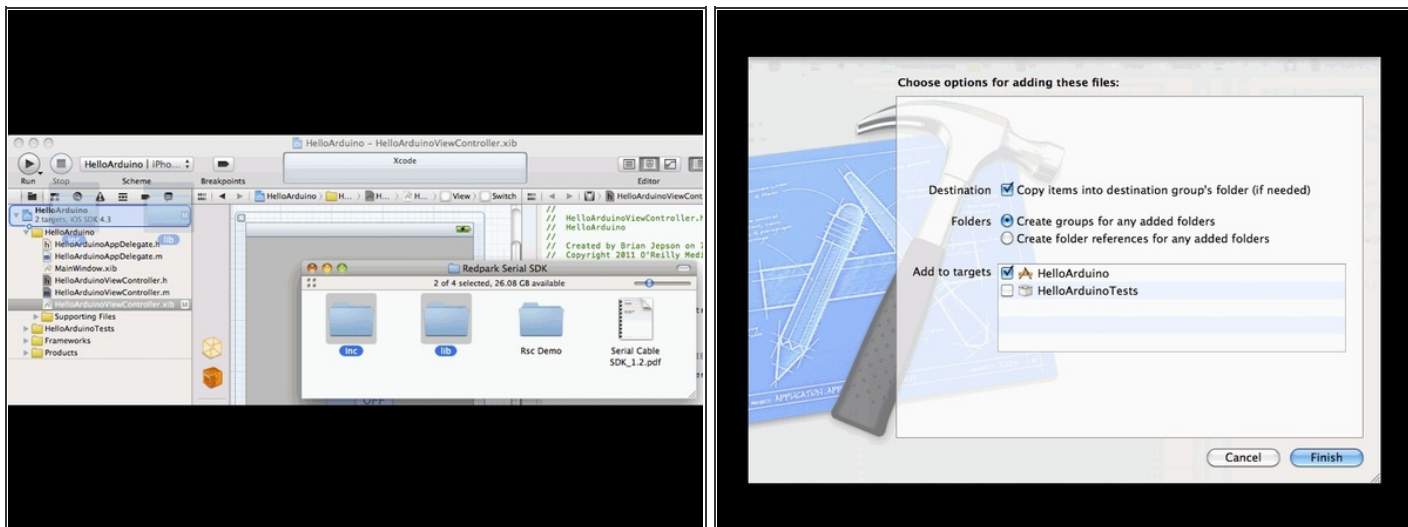 HelloArduino – HelloArduinoViewController.xib
HelloArduino | iPho...
Xcode
Run Stop Scheme Breakpoints Editor
HelloArduino H... H... H... View Switch HelloArduinoViewCont
HelloArduino
2 targets, iOS SDK 4.3
HelloArduino
HelloArduinoAppDelegate.h
HelloArduinoAppDelegate.m
MainWindow.xib
HelloArduinoViewController.h
HelloArduinoViewController.m
HelloArduinoViewController.xib M
Supporting Files
HelloArduinoTests
Frameworks
Products
inc
lib
//
// HelloArduinoViewController.h
// HelloArduino
//
// Created by Brian Jepson on 7
// Copyright 2011 O'Reilly Medi
Redpark Serial SDK
2 of 4 selected, 26.08 GB available
inc
lib
Rsc Demo
Serial Cable
SDK_1.2.pdf
OFF
Choose options for adding these files:
Destination Copy items into destination group's folder (if needed)
Folders Create groups for any added folders
Create folder references for any added folders
Add to targets HelloArduino
HelloArduinoTests
Cancel Finish